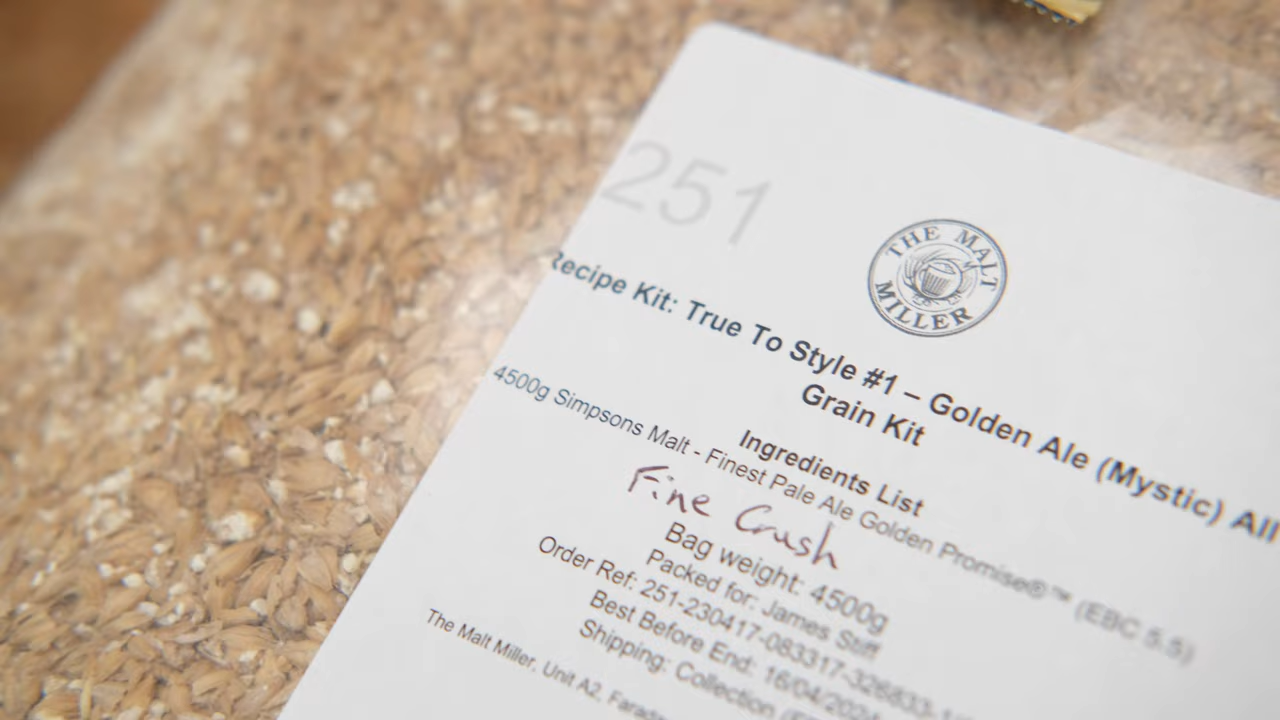 251
THE MALT MILLER
Recipe Kit: True To Style #1 – Golden Ale (Mystic) All
Grain Kit
Ingredients List
4500g Simpsons Malt - Finest Pale Ale Golden Promise®™ (EBC 5.5)
Fine Crush
Bag weight: 4500g
Packed for: James Stiff
Order Ref: 251-230417-083317-326833-
Best Before End: 16/04/2024
Shipping: Collection
The Malt Miller, Unit A2,